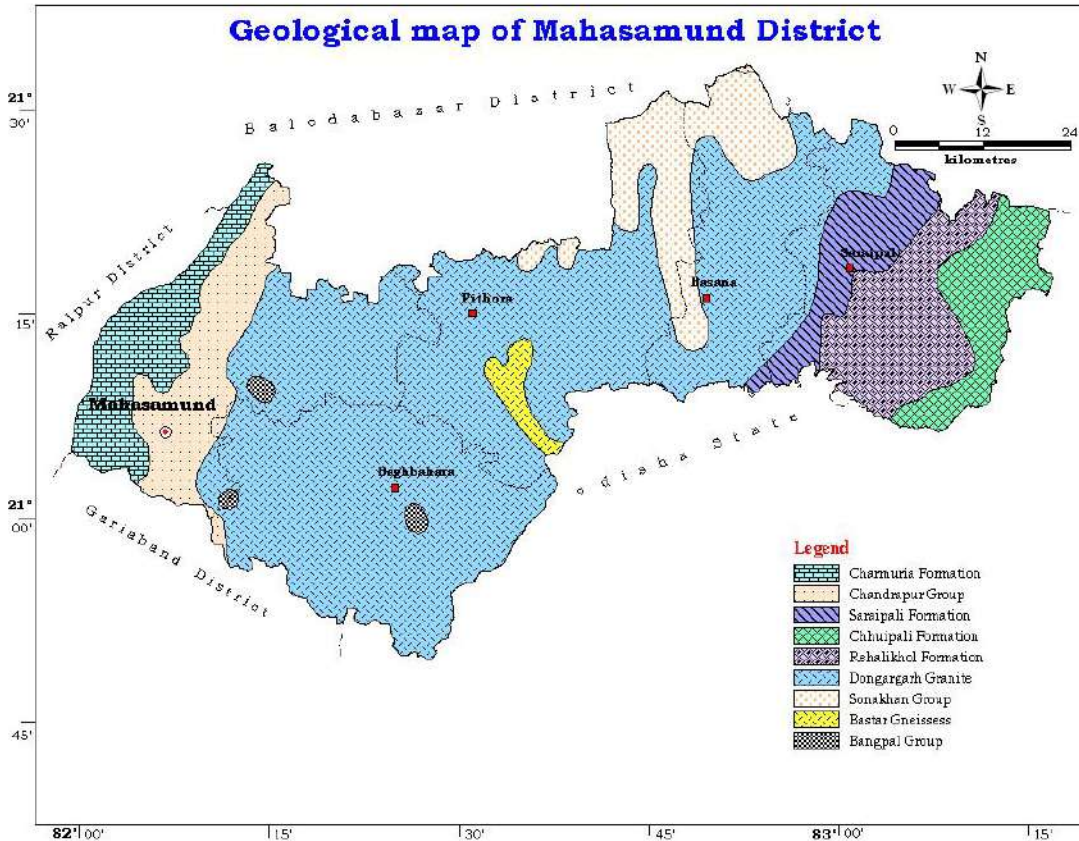 Geological map of Mahasamund District
N
W E
S
0 12 24
kilometres
Balodabazar District
Raipur District
Gariaband District
Odisha State
Saraipali
Basana
Pithora
Mahasamund
Baghbahara
21°
30'
15'
21°
00'
45'
82° 00'
15'
30'
45'
83° 00'
15'
Legend
Charmuria Formation
Chandrapur Group
Saraipali Formation
Chhuipali Formation
Rehalikhol Formation
Dongargarh Granite
Sonakhan Group
Bastar Gneissess
Bangpal Group